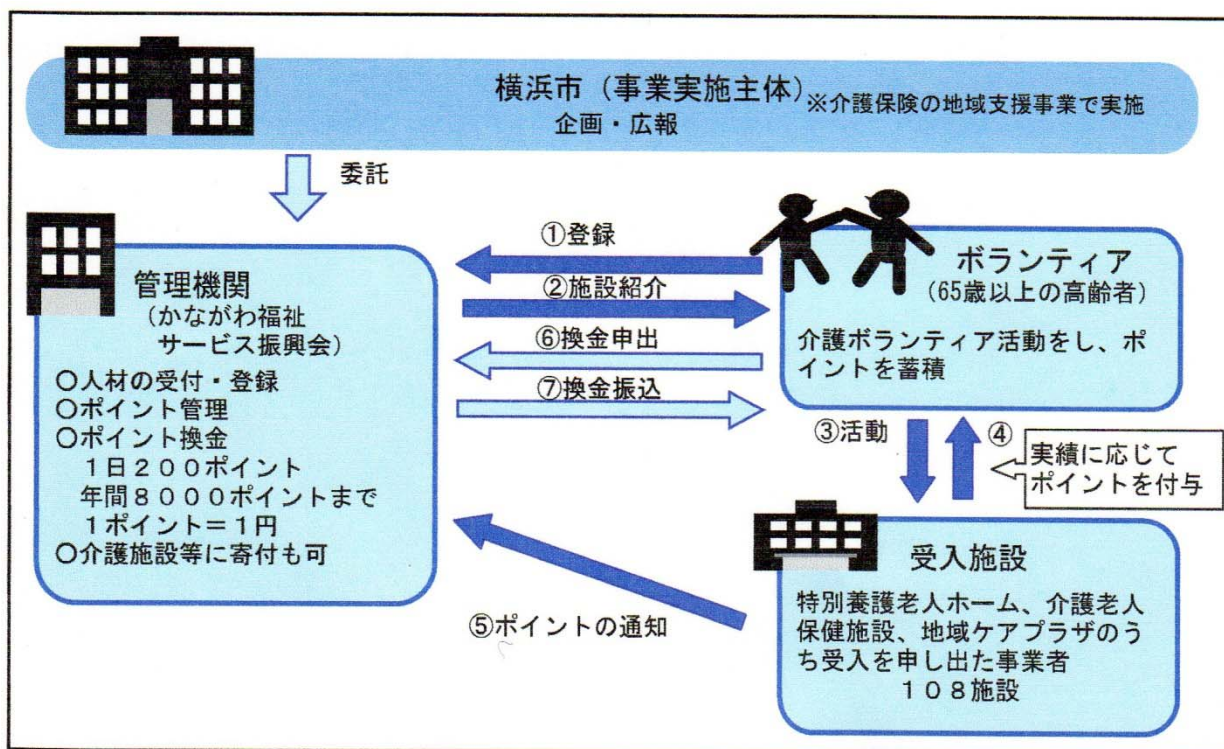 横浜市（事業実施主体）※介護保険の地域支援事業で実施
企画・広報
委託
管理機関
（かながわ福祉
サービス振興会）
○人材の受付・登録
○ポイント管理
○ポイント換金
１日２００ポイント
年間８０００ポイントまで
１ポイント＝１円
○介護施設等に寄付も可
①登録
②施設紹介
⑥換金申出
⑦換金振込
ボランティア
（65歳以上の高齢者）
介護ボランティア活動をし、ポ
イントを蓄積
③活動
④
実績に応じて
ポイントを付与
⑤ポイントの通知
受入施設
特別養護老人ホーム、介護老人
保健施設、地域ケアプラザのう
ち受入を申し出た事業者
１０８施設